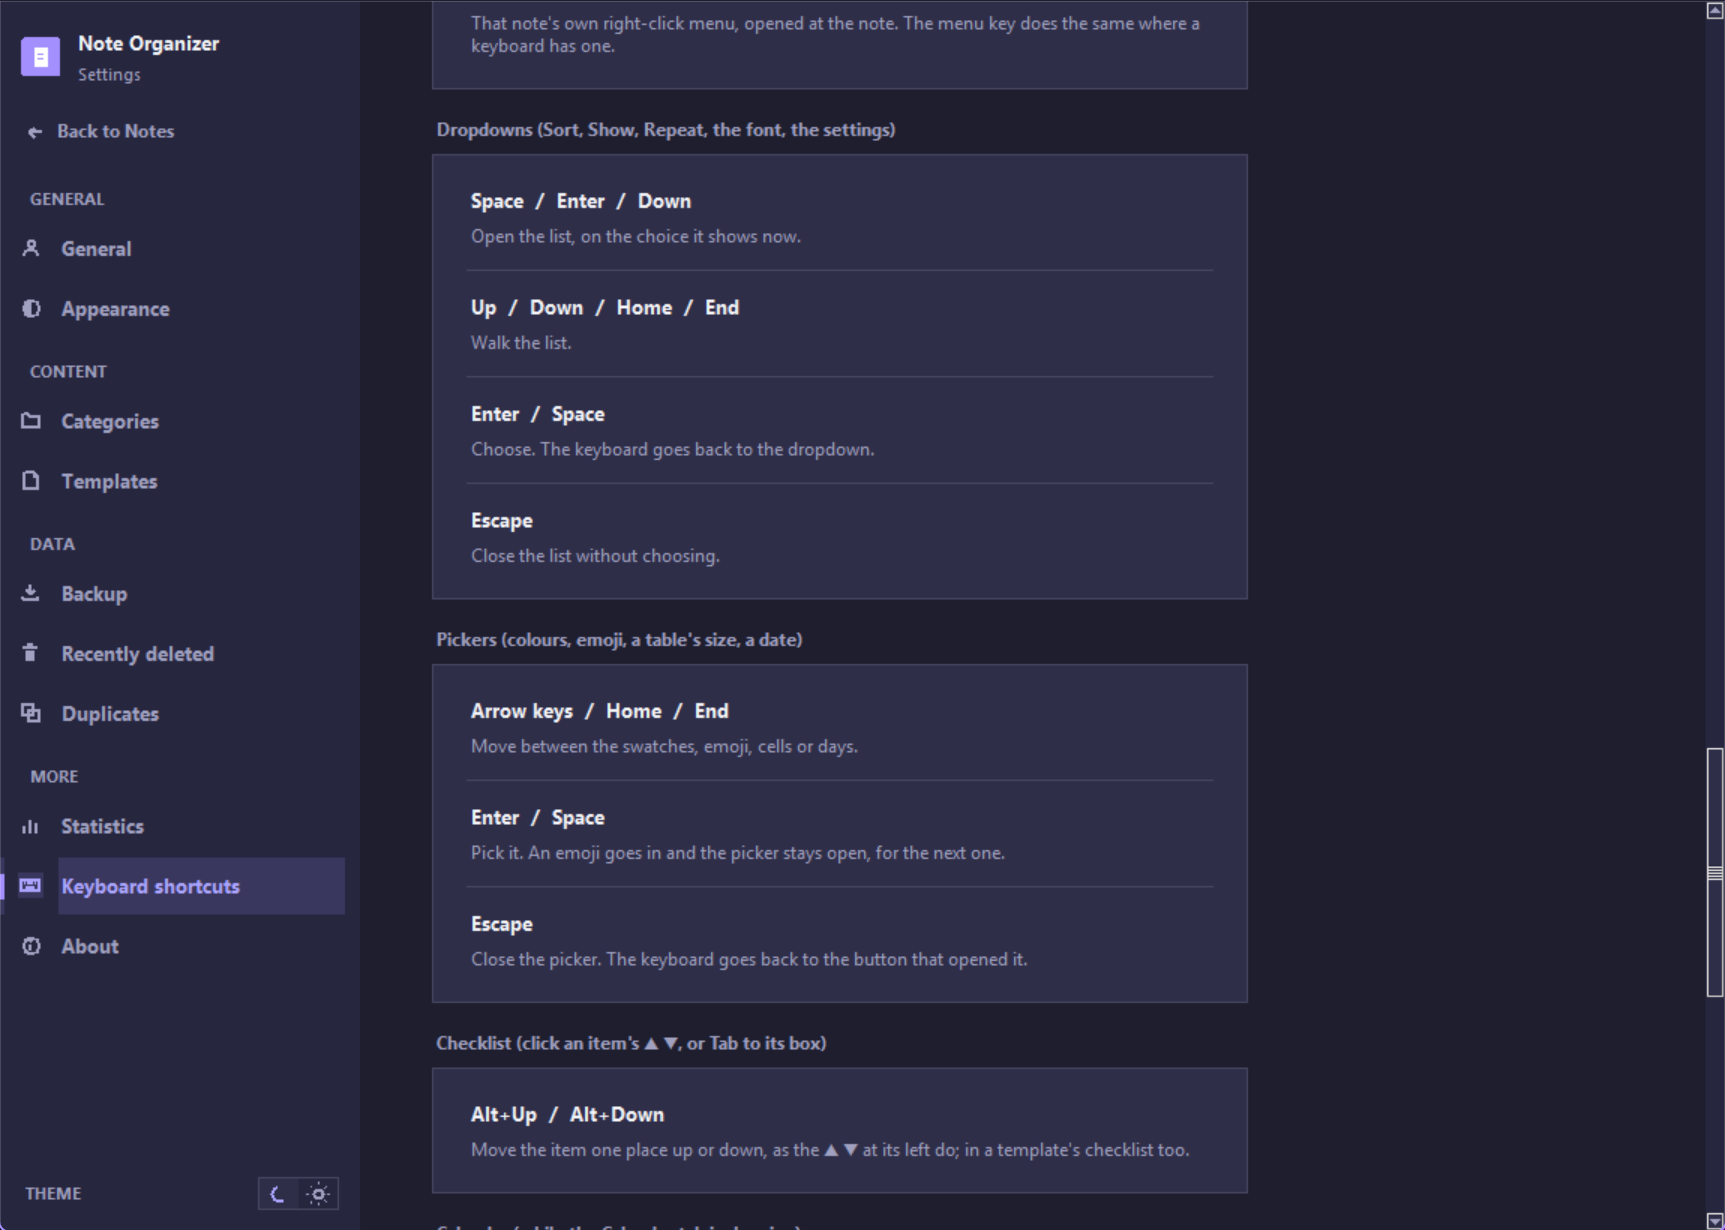 Note Organizer
Settings
Back to Notes
GENERAL
General
Appearance
CONTENT
Categories
Templates
DATA
Backup
Recently deleted
Duplicates
MORE
Statistics
Keyboard shortcuts
About
THEME
That note's own right-click menu, opened at the note. The menu key does the same where a
keyboard has one.
Dropdowns (Sort, Show, Repeat, the font, the settings)
Space / Enter / Down
Open the list, on the choice it shows now.
Up / Down / Home / End
Walk the list.
Enter / Space
Choose. The keyboard goes back to the dropdown.
Escape
Close the list without choosing.
Pickers (colours, emoji, a table's size, a date)
Arrow keys / Home / End
Move between the swatches, emoji, cells or days.
Enter / Space
Pick it. An emoji goes in and the picker stays open, for the next one.
Escape
Close the picker. The keyboard goes back to the button that opened it.
Checklist (click an item's ▲ ▼, or Tab to its box)
Alt+Up / Alt+Down
Move the item one place up or down, as the ▲ ▼ at its left do; in a template's checklist too.